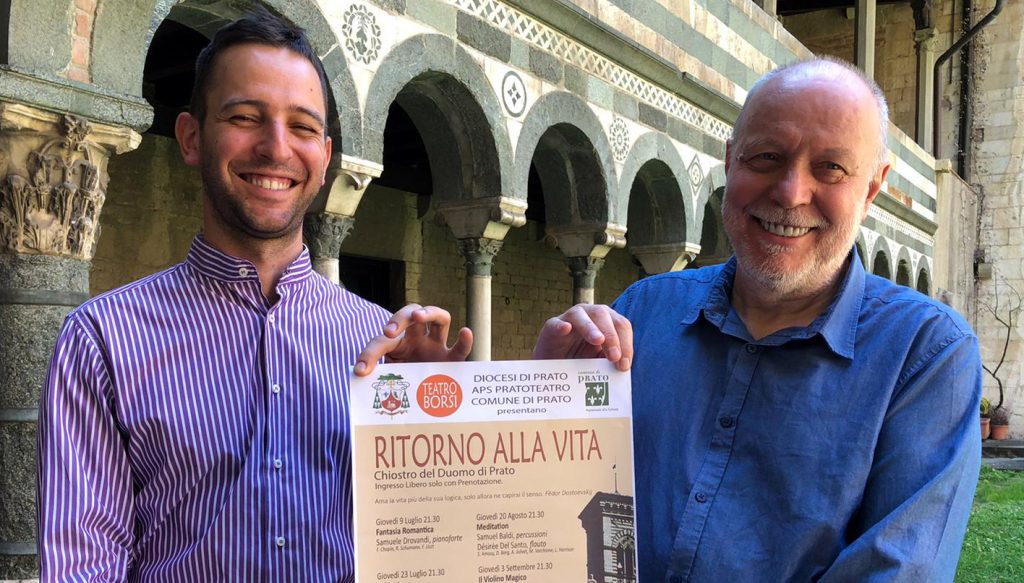 TEATRO
BORSI
DIOCESI DI PRATO
APS PRATOTEATRO
COMUNE DI PRATO
presentano
comune di
PRATO
RITORNO ALLA VITA
Chiostro del Duomo di Prato
Ingresso Libero solo con Prenotazione.
Ama la vita più della sua logica, solo allora ne capirai il senso. Fëdor Dostoevskij
Giovedì 9 Luglio 21.30
Fantasia Romantica
Samuele Drovandi, pianoforte
F. Chopin, R. Schumann, F. Liszt
Giovedì 23 Luglio 21.30
Giovedì 20 Agosto 21.30
Meditation
Samuel Baldi, percussioni
Désirèe Del Santo, flauto
Giovedì 3 Settembre 21.30
Il Violino Magico